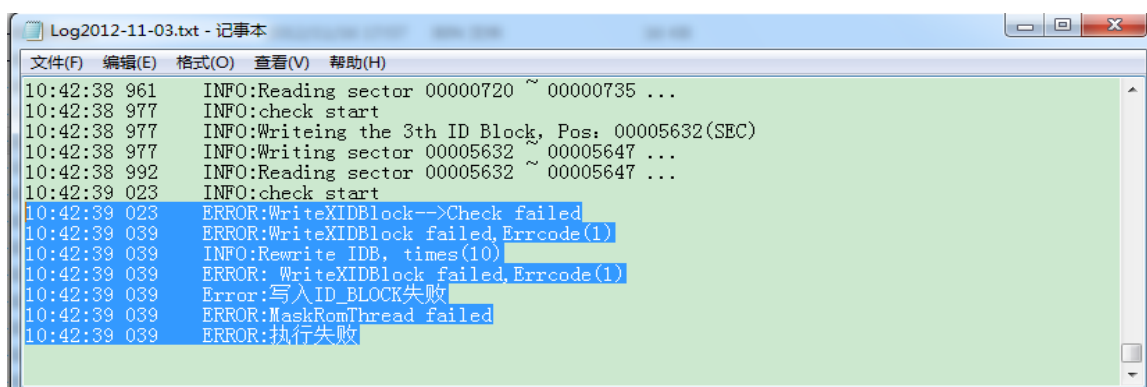 Log2012-11-03.txt - 记事本
文件(F) 编辑(E) 格式(O) 查看(V) 帮助(H)
10:42:38 961 INFO:Reading sector 00000720 ~ 00000735 ...
10:42:38 977 INFO:check start
10:42:38 977 INFO:Writeing the 3th ID Block, Pos: 00005632(SEC)
10:42:38 977 INFO:Writing sector 00005632 ~ 00005647 ...
10:42:38 992 INFO:Reading sector 00005632 ~ 00005647 ...
10:42:39 023 INFO:check start
10:42:39 023 ERROR:WriteXIDBlock-->Check failed
10:42:39 039 ERROR:WriteXIDBlock failed,Errcode(1)
10:42:39 039 INFO:Rewrite IDB, times(10)
10:42:39 039 ERROR: WriteXIDBlock failed,Errcode(1)
10:42:39 039 Error:写入ID_BLOCK失败
10:42:39 039 ERROR:MaskRomThread failed
10:42:39 039 ERROR:执行失败